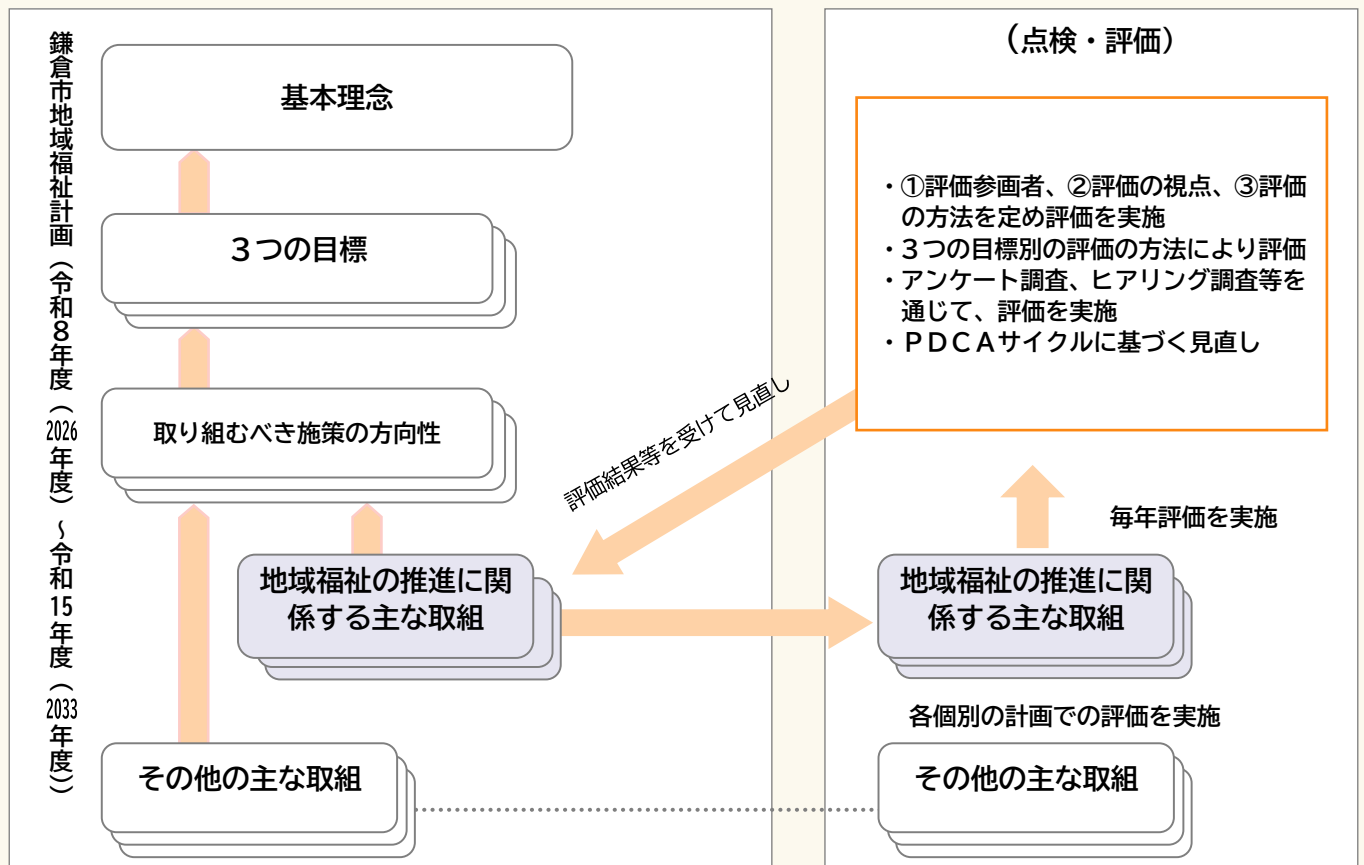 鎌倉市地域福祉計画(令和8年度(2026年度)～令和15年度(2033年度))
基本理念
３つの目標
取り組むべき施策の方向性
地域福祉の推進に関
係する主な取組
その他の主な取組
評価結果等を受けて見直し
（点検・評価）
・①評価参画者、②評価の視点、③評価
の方法を定め評価を実施
・３つの目標別の評価の方法により評価
・アンケート調査、ヒアリング調査等を
通じて、評価を実施
・ＰＤＣＡサイクルに基づく見直し
毎年評価を実施
地域福祉の推進に関
係する主な取組
各個別の計画での評価を実施
その他の主な取組